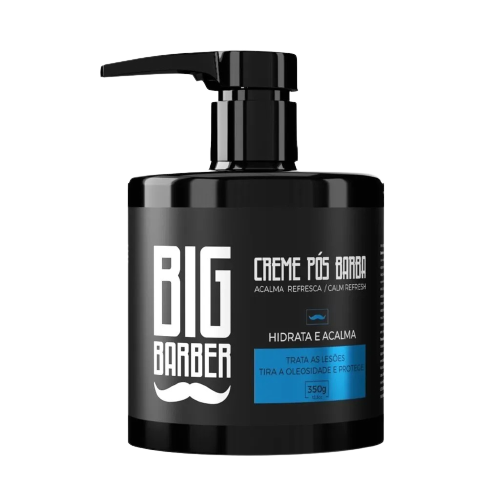 BIG
BARBER
CREME PÓS BARBA
ACALMA REFRESCA / CALM REFRESH
HIDRATA E ACALMA
TRATA AS LESÕES
TIRA A OLEOSIDADE E PROTEGE
350g